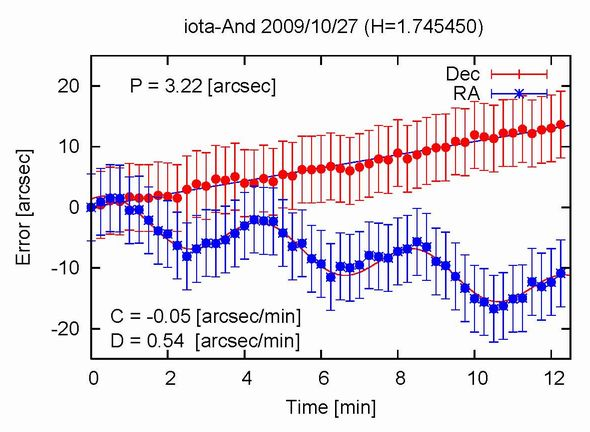 iota-And 2009/10/27 (H=1.745450)
P = 3.22 [arcsec]
Dec
RA
20
10
0
-10
-20
Error [arcsec]
C = -0.05 [arcsec/min]
D = 0.54 [arcsec/min]
0 2 4 6 8 10 12
Time [min]